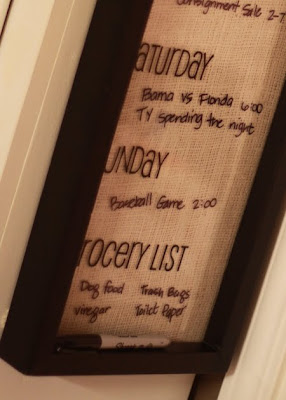 Consignment Sale 2-7
ATURDAY
Bama vs Florida 6:00
TY spending the night
UNDAY
Baseball Game 2:00
ROCERY LIST
Dog food Trash Bags
vinegar Toilet Paper